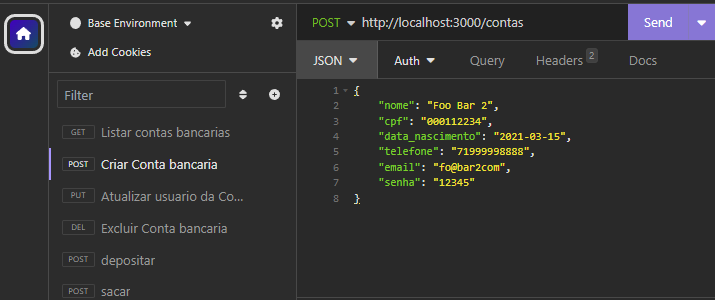 Base Environment
Add Cookies
Filter
GET Listar contas bancarias
POST Criar Conta bancaria
PUT Atualizar usuario da Co...
DEL Excluir Conta bancaria
POST depositar
POST sacar
POST http://localhost:3000/contas Send
JSON Auth Query Headers 2 Docs
1 {
2 "nome": "Foo Bar 2",
3 "cpf": "000112234",
4 "data_nascimento": "2021-03-15",
5 "telefone": "71999998888",
6 "email": "fo@bar2com",
7 "senha": "12345"
8 }